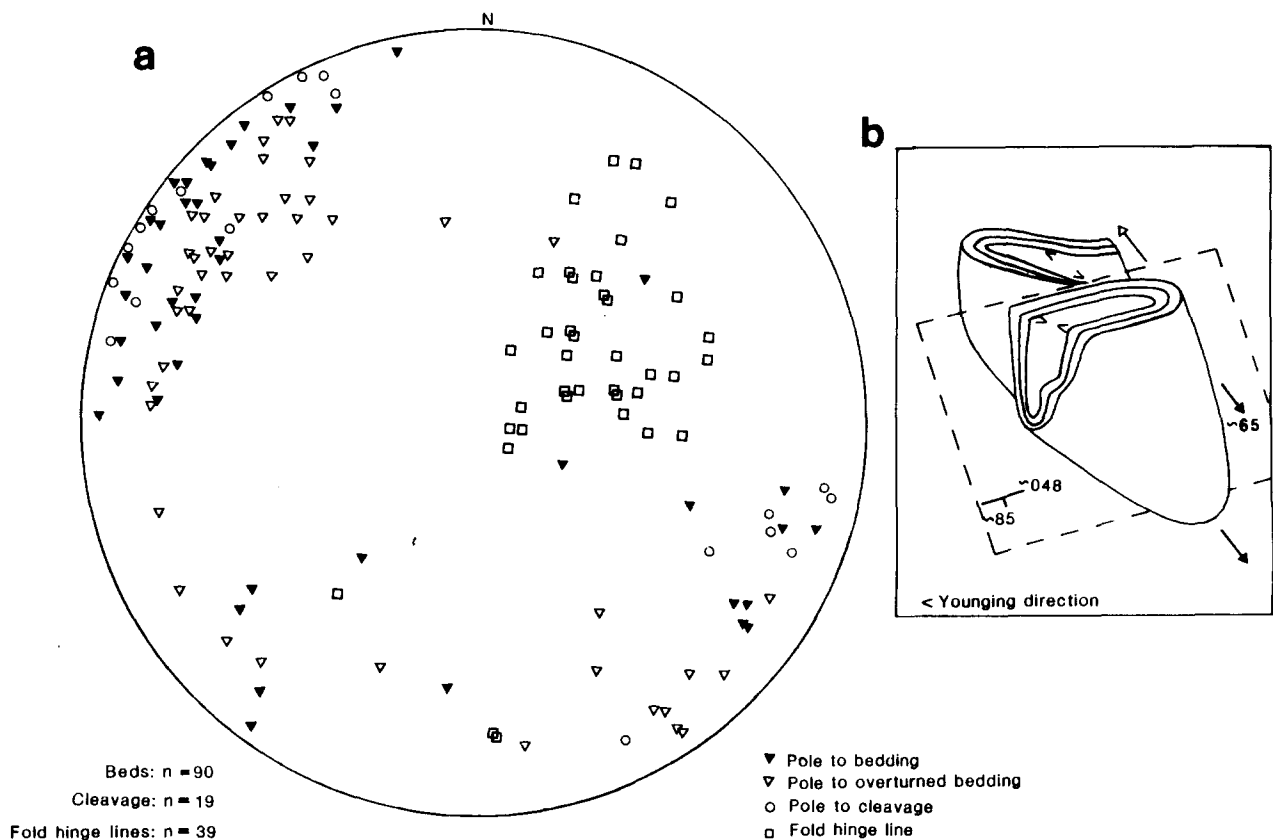 a
N
b
~65
~048
~85
< Younging direction
Beds: n = 90
Cleavage: n = 19
Fold hinge lines: n = 39
Pole to bedding
Pole to overturned bedding
Pole to cleavage
Fold hinge line